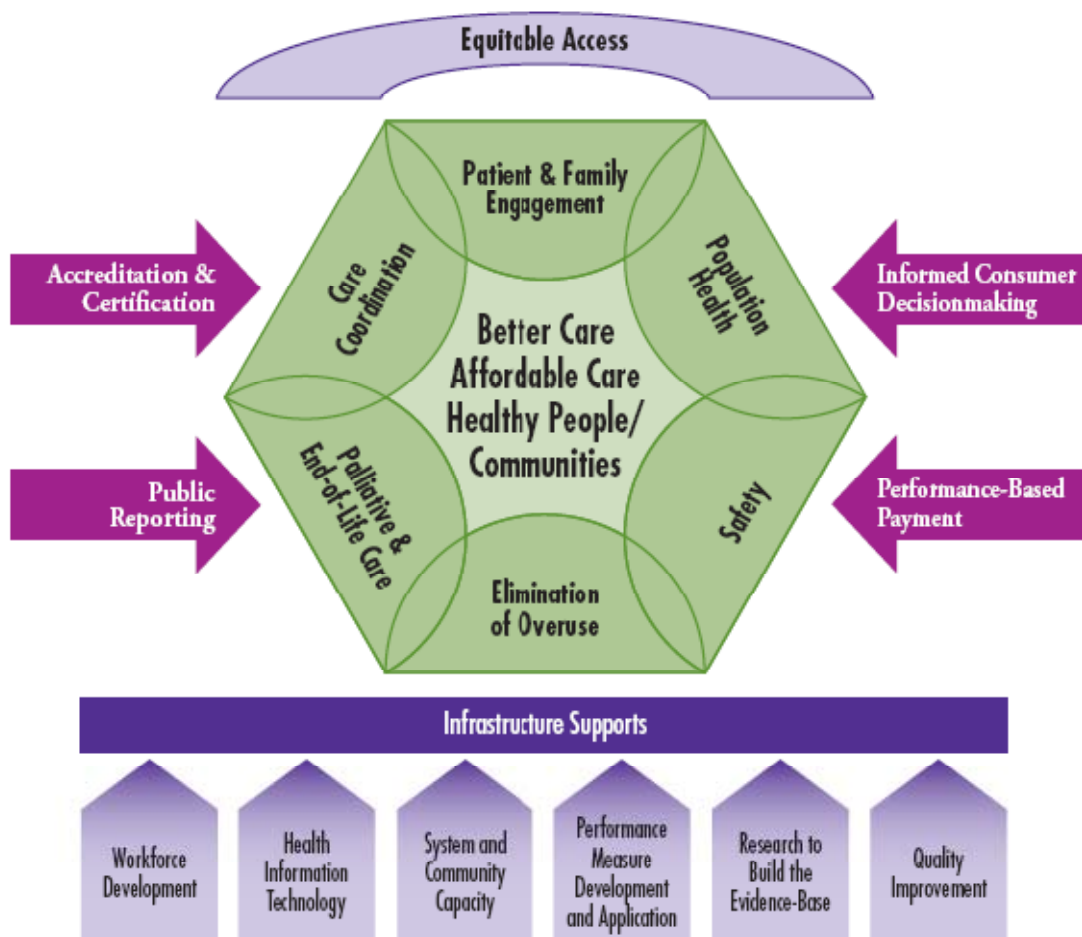 Equitable Access
Patient & Family
Engagement
Care
Coordination
Population
Health
Accreditation &
Certification
Informed Consumer
Decisionmaking
Better Care
Affordable Care
Healthy People/
Communities
Public
Reporting
Palliative &
End-of-Life Care
Safety
Performance-Based
Payment
Elimination
of Overuse
Infrastructure Supports
Workforce
Development
Health
Information
Technology
System and
Community
Capacity
Performance
Measure
Development
and Application
Research to
Build the
Evidence-Base
Quality
Improvement